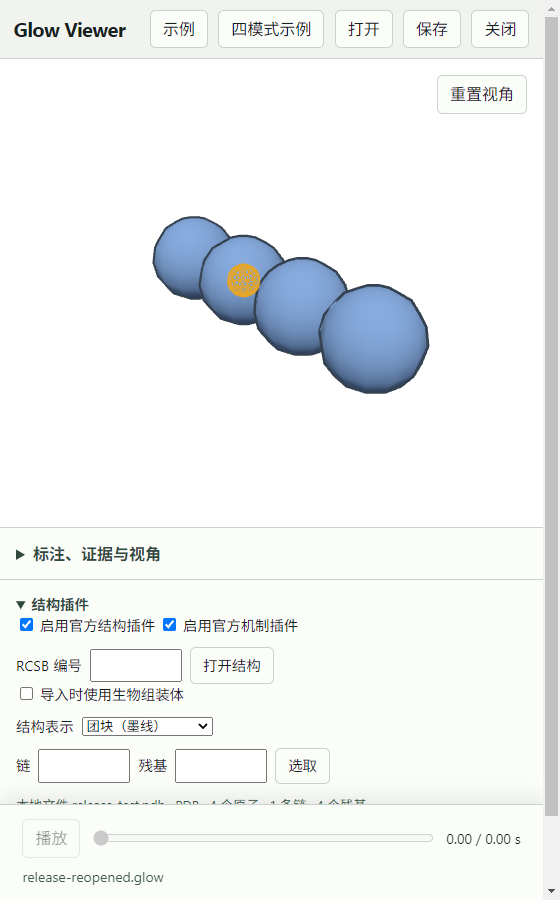 Glow Viewer 示例 四模式示例 打开 保存 关闭
重置视角
▶ 标注、证据与视角
▼ 结构插件
启用官方结构插件 启用官方机制插件
RCSB 编号 打开结构
导入时使用生物组装体
结构表示 团块（墨线）
链 残基 选取
播放 0.00 / 0.00 s
release-reopened.glow